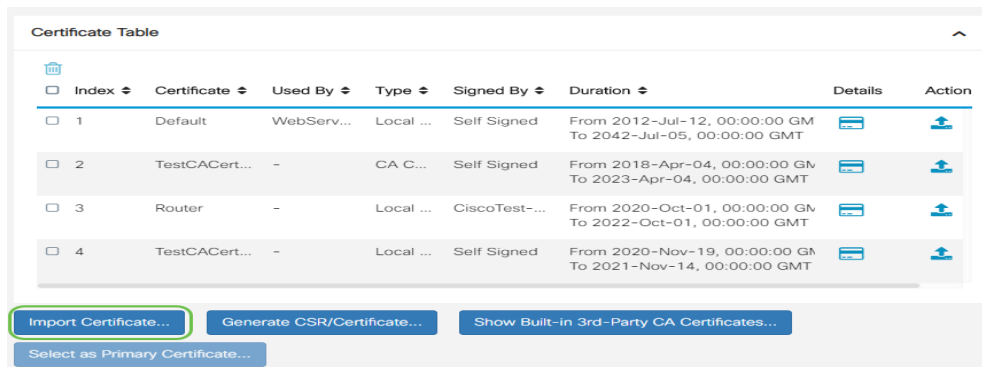 Certificate Table
Index Certificate Used By Type Signed By Duration Details Action
1 Default WebServ... Local ... Self Signed From 2012-Jul-12, 00:00:00 GM
To 2042-Jul-05, 00:00:00 GMT
2 TestCACert... - CA C... Self Signed From 2018-Apr-04, 00:00:00 GM
To 2023-Apr-04, 00:00:00 GMT
3 Router - Local ... CiscoTest-... From 2020-Oct-01, 00:00:00 GM
To 2022-Oct-01, 00:00:00 GMT
4 TestCACert... - Local ... Self Signed From 2020-Nov-19, 00:00:00 GM
To 2021-Nov-14, 00:00:00 GMT
Import Certificate... Generate CSR/Certificate... Show Built-in 3rd-Party CA Certificates...
Select as Primary Certificate...